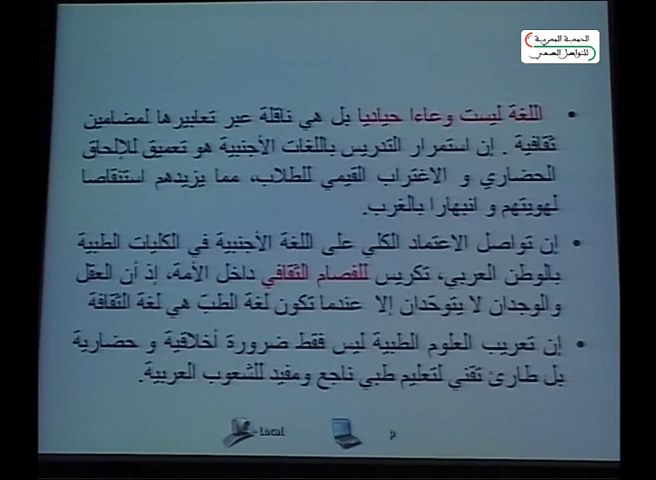 الجمعية المصرية
للتواصل الصحي
اللغة ليست وعاءا حياديا بل هي ناقلة عبر تعابيرها لمضامين
ثقافية . إن استمرار التدريس باللغات الأجنبية هو تعميق للإلحاق
الحضاري و الاغتراب القيمي للطلاب، مما يزيدهم استنقاصا
لهويتهم و انبهارا بالغرب.
إن تواصل الاعتماد الكلي على اللغة الأجنبية في الكليات الطبية
بالوطن العربي، تكريس للفصام الثقافي داخل الأمة، إذ أن العقل
والوجدان لا يتوحّدان إلا عندما تكون لغة الطبّ هي لغة الثقافة
إن تعريب العلوم الطبية ليس فقط ضرورة أخلاقية و حضارية
بل طارئ تقني لتعليم طبي ناجع ومفيد للشعوب العربية.
Local
p